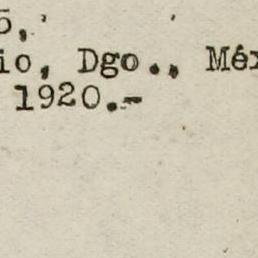 5,
io, Dgo., Méx
1920.-